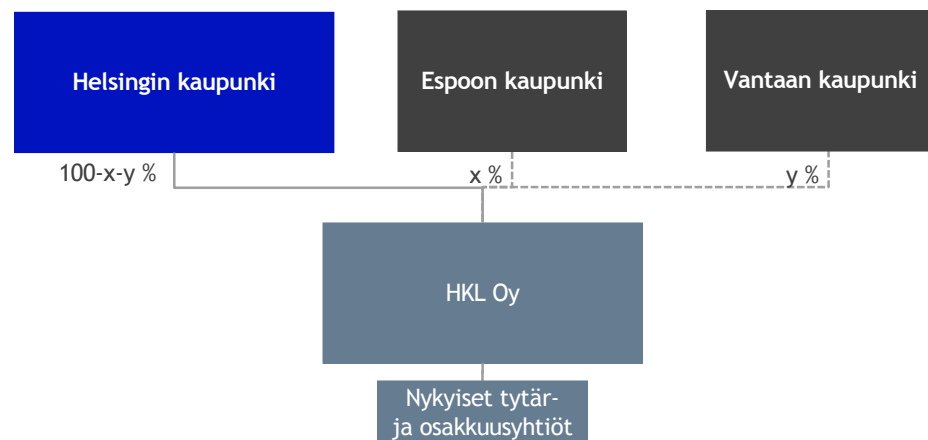 Helsingin kaupunki
Espoon kaupunki
Vantaan kaupunki
100-x-y %
x %
y %
HKL Oy
Nykyiset tytär-
ja osakkuusyhtiöt